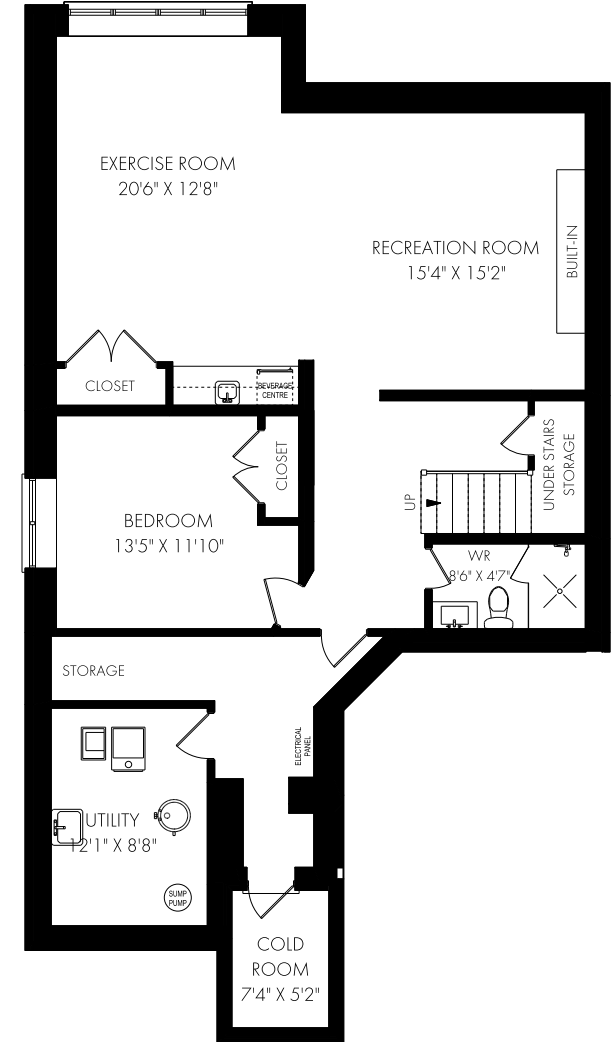 EXERCISE ROOM
20'6" X 12'8"
RECREATION ROOM
15'4" X 15'2"
BUILT-IN
CLOSET
BEVERAGE
CENTRE
CLOSET
UNDER STAIRS
STORAGE
UP
BEDROOM
13'5" X 11'10"
WR
8'6" X 4'7"
STORAGE
ELECTRICAL
PANEL
UTILITY
12'1" X 8'8"
SUMP
PUMP
COLD
ROOM
7'4" X 5'2"